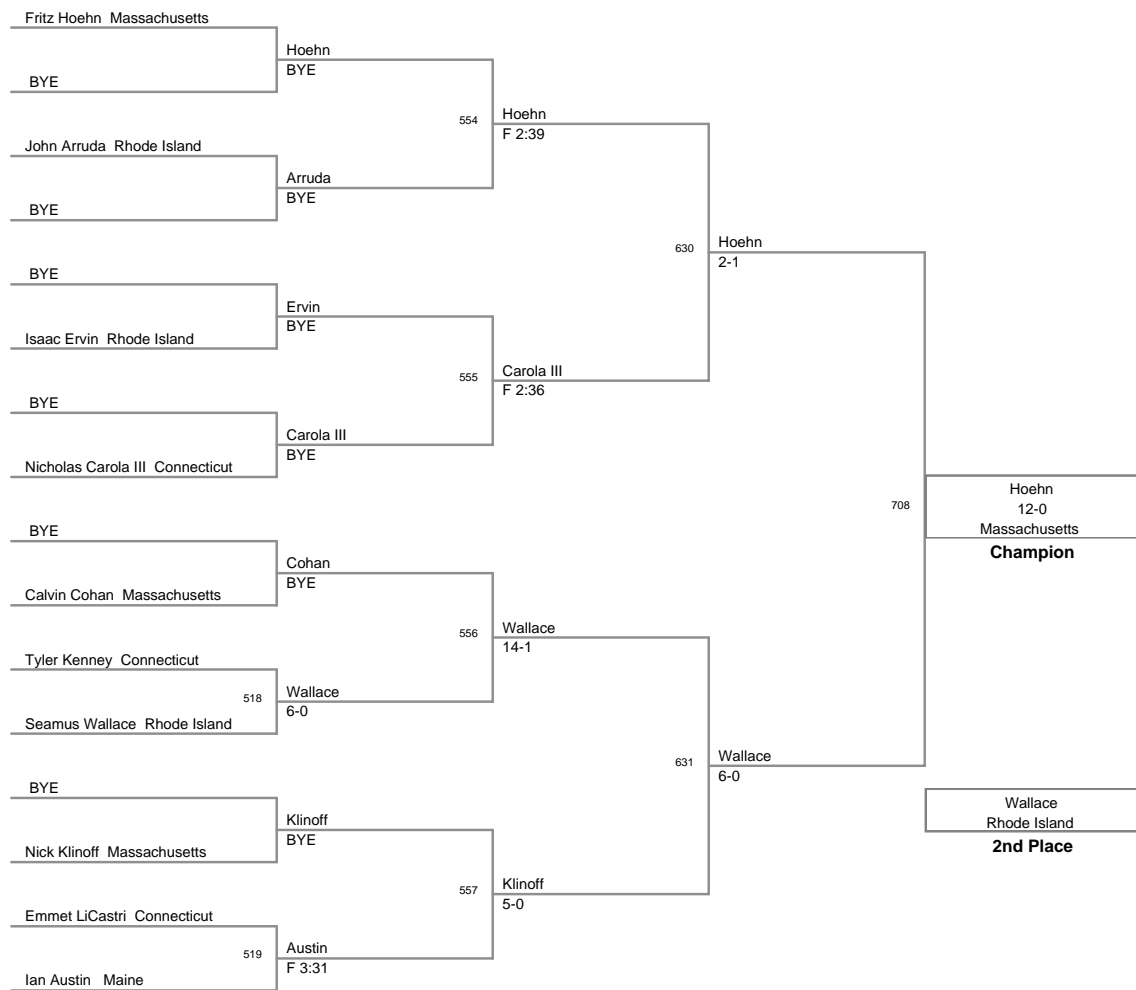 Fritz Hoehn  Massachusetts
BYE
John Arruda  Rhode Island
BYE
BYE
Isaac Ervin  Rhode Island
BYE
Nicholas Carola III  Connecticut
BYE
Calvin Cohan  Massachusetts
Tyler Kenney  Connecticut
518
Seamus Wallace  Rhode Island
BYE
Nick Klinoff  Massachusetts
Emmet LiCastri  Connecticut
519
Ian Austin   Maine
Hoehn
BYE
554
Arruda
BYE
Ervin
BYE
555
Carola III
BYE
Cohan
BYE
556
Wallace
6-0
Klinoff
BYE
557
Austin
F 3:31
Hoehn
F 2:39
630
Carola III
F 2:36
Wallace
14-1
631
Klinoff
5-0
Hoehn
2-1
708
Wallace
6-0
Hoehn
12-0
Massachusetts
Champion
Wallace
Rhode Island
2nd Place